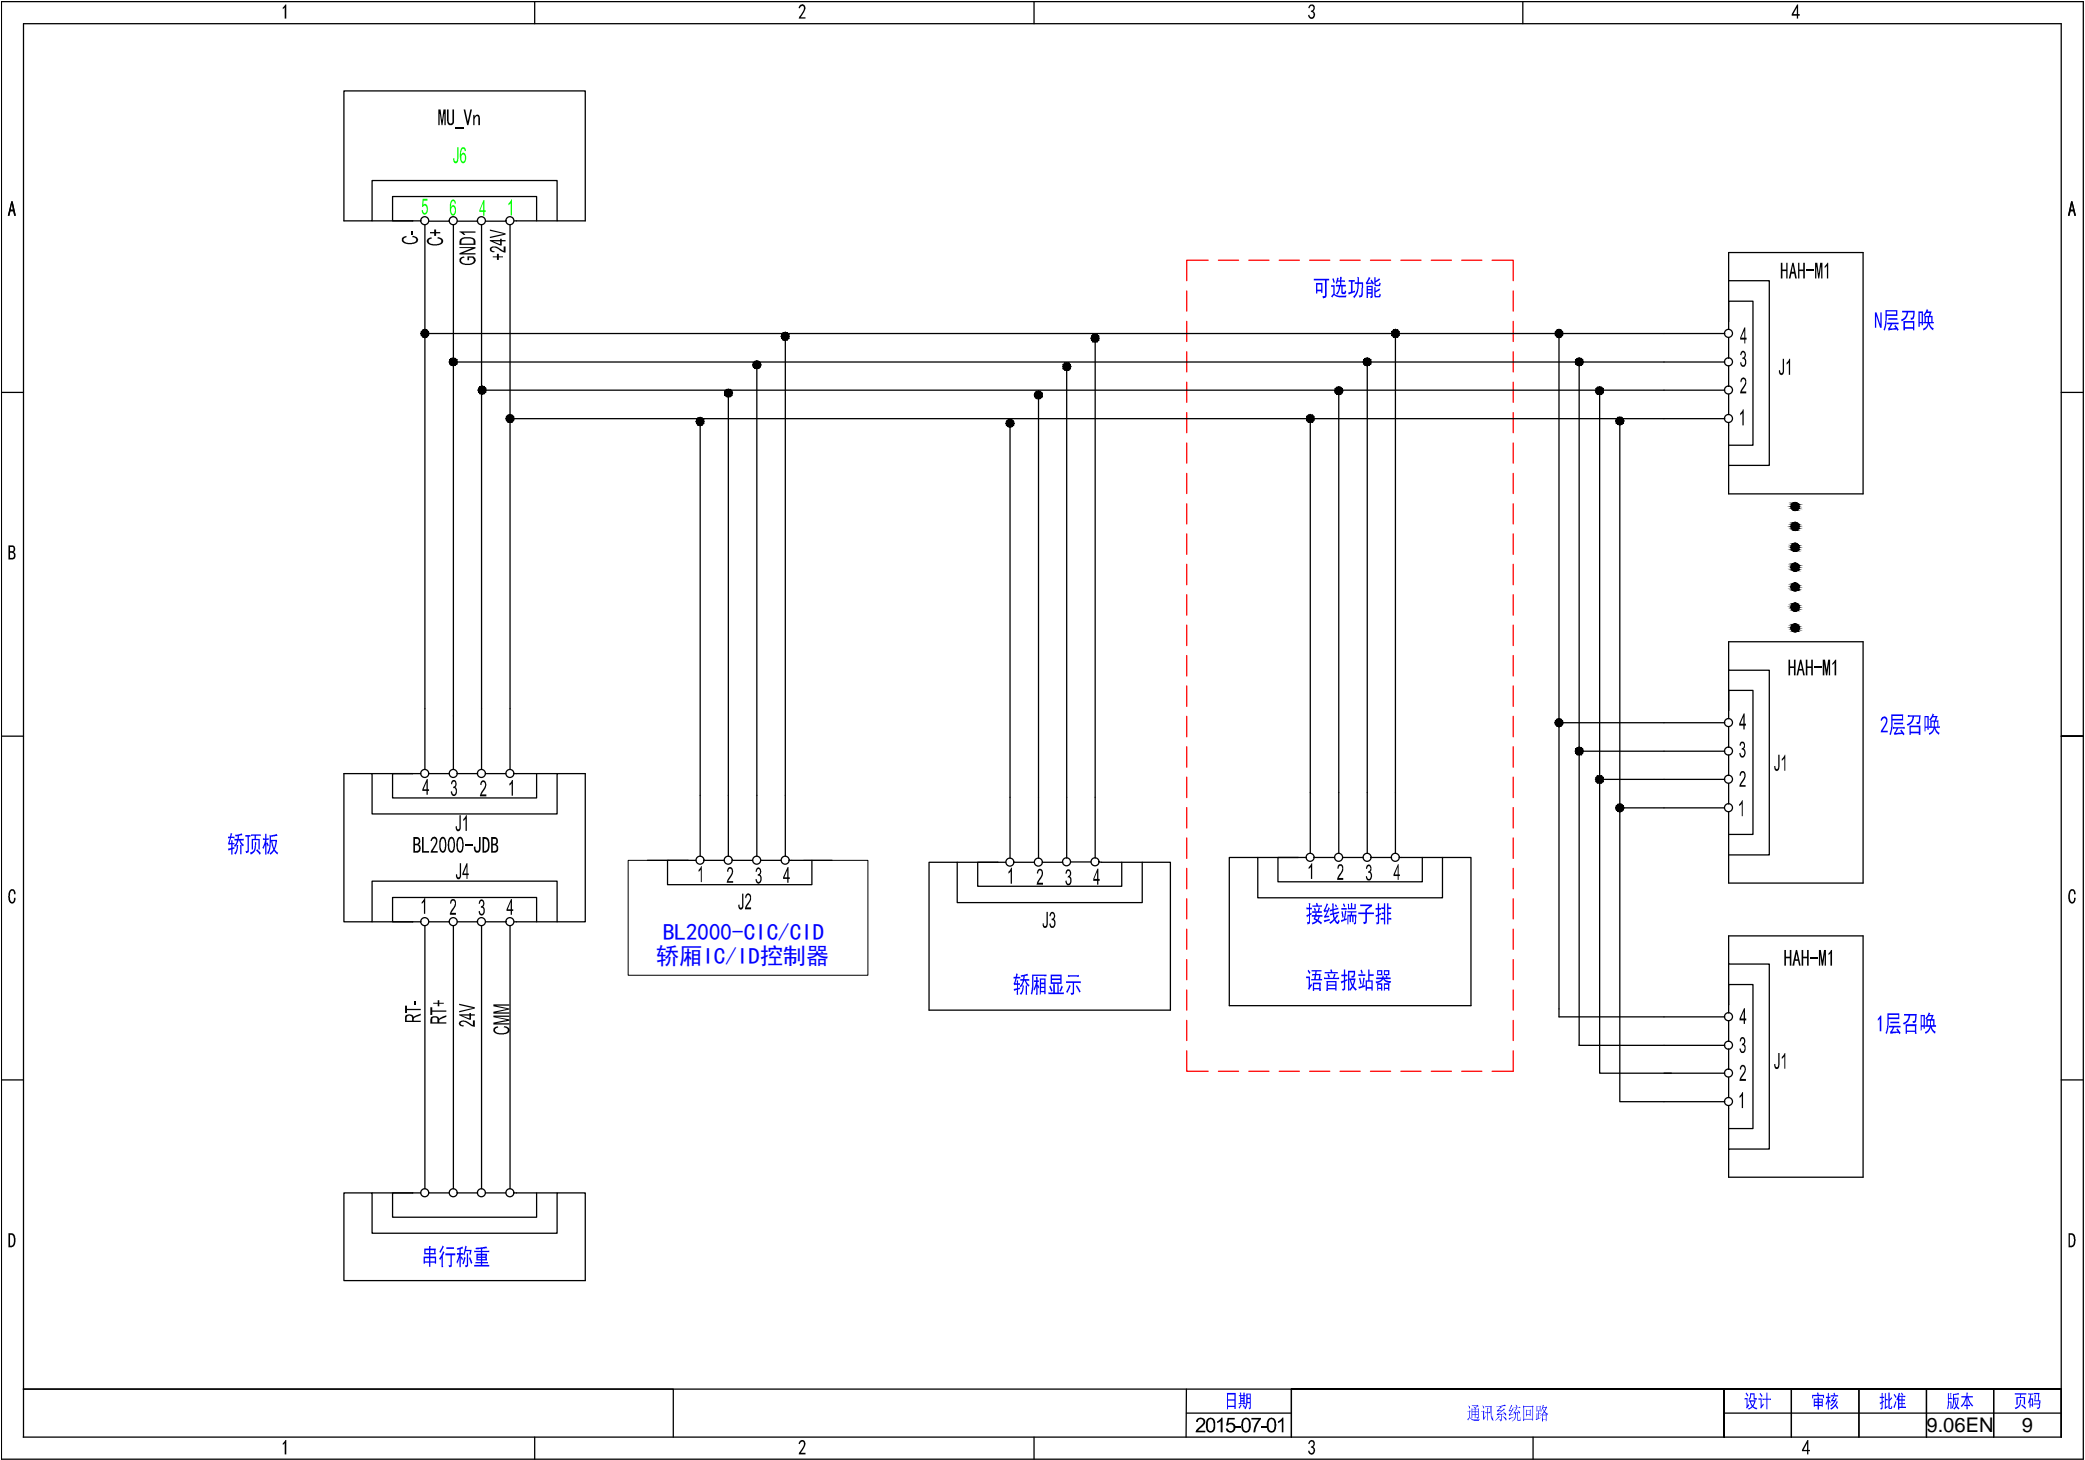 1 2 3 4
MU_Vn
J6
5 6 4 1
C- C+ GND1 +24V
A A
可选功能
HAH-M1
4
3
2
1
J1
N层召唤
B B
HAH-M1
4
3
2
1
J1
2层召唤
4 3 2 1
J1
BL2000-JDB
轿顶板
J4
1 2 3 4
RT- RT+ 24V CMM
串行称重
1 2 3 4
J2
BL2000-CIC/CID
轿厢IC/ID控制器
1 2 3 4
J3
轿厢显示
1 2 3 4
接线端子排
语音报站器
C C
HAH-M1
4
3
2
1
J1
1层召唤
D D
日期
2015-07-01
通讯系统回路
设计 审核 批准 版本 页码
9.06EN 9
1 2 3 4